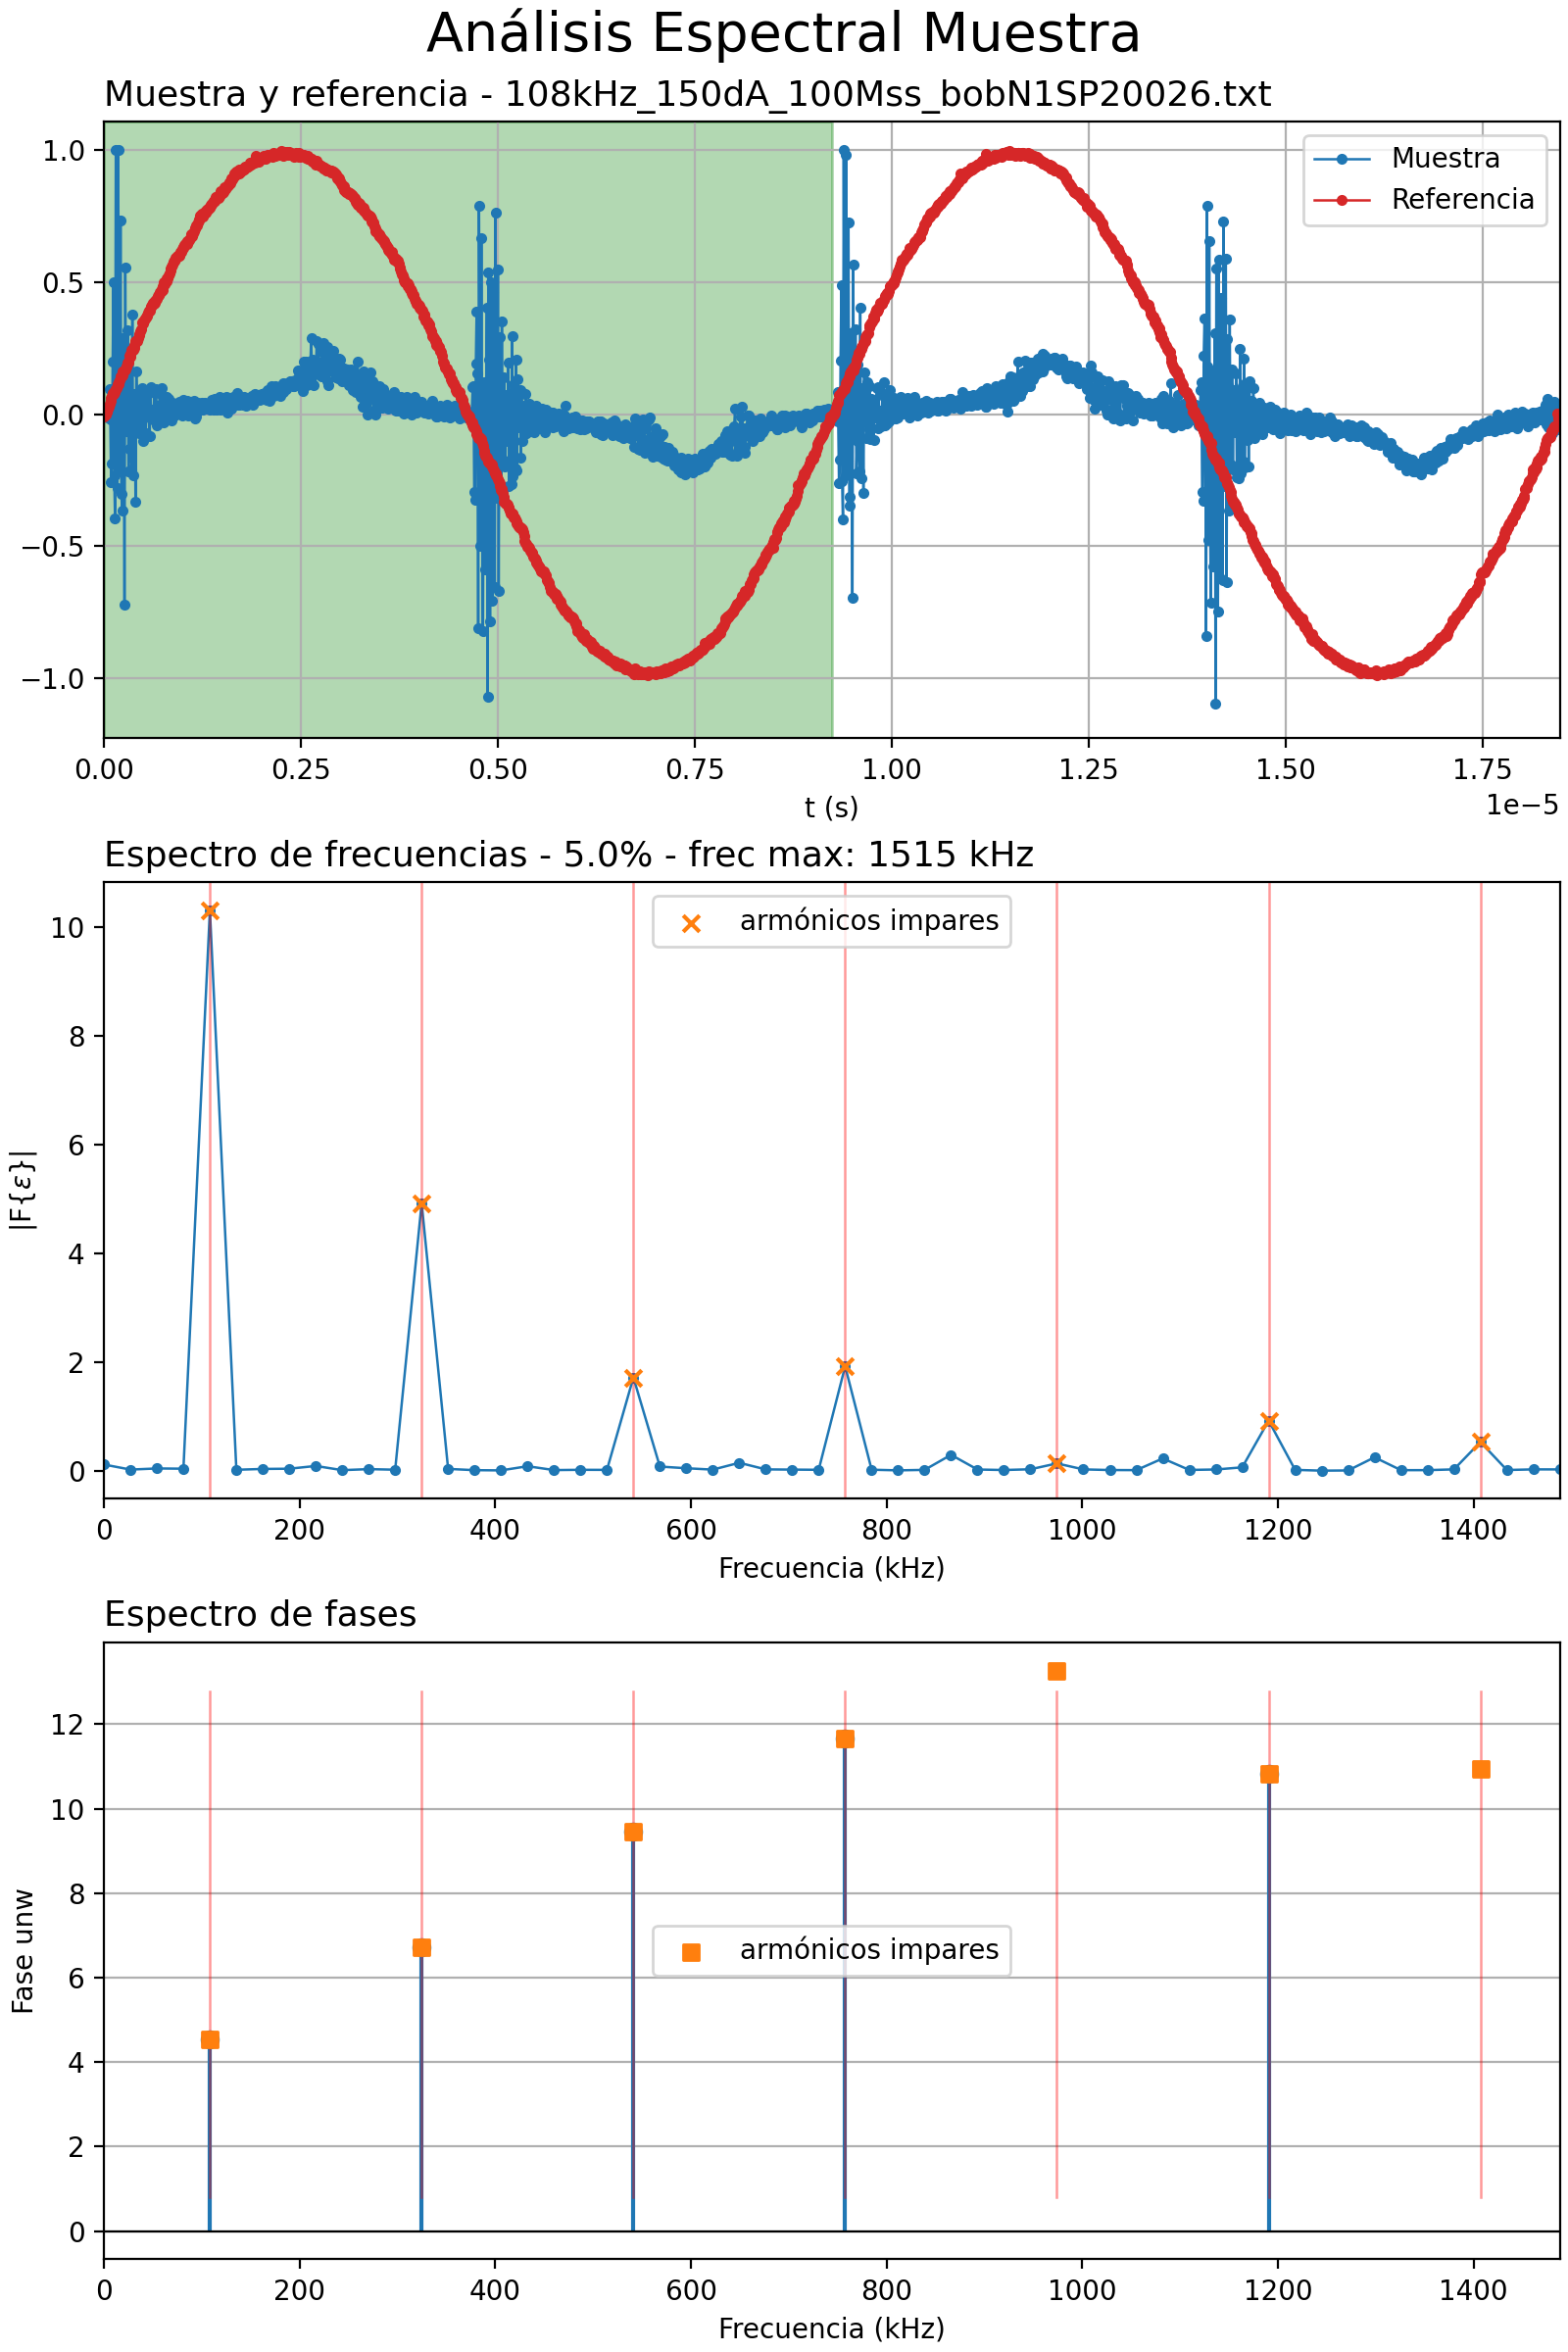 Análisis Espectral Muestra
Muestra y referencia - 108kHz_150dA_100Mss_bobN1SP20026.txt
1.0
0.5
0.0
−0.5
−1.0
Muestra
Referencia
0.00 0.25 0.50 0.75 1.00 1.25 1.50 1.75
1e−5
t (s)
Espectro de frecuencias - 5.0% - frec max: 1515 kHz
|F{ε}|
10
8
6
4
2
0
armónicos impares
0 200 400 600 800 1000 1200 1400
Frecuencia (kHz)
Espectro de fases
Fase unw
12
10
8
6
4
2
0
armónicos impares
0 200 400 600 800 1000 1200 1400
Frecuencia (kHz)